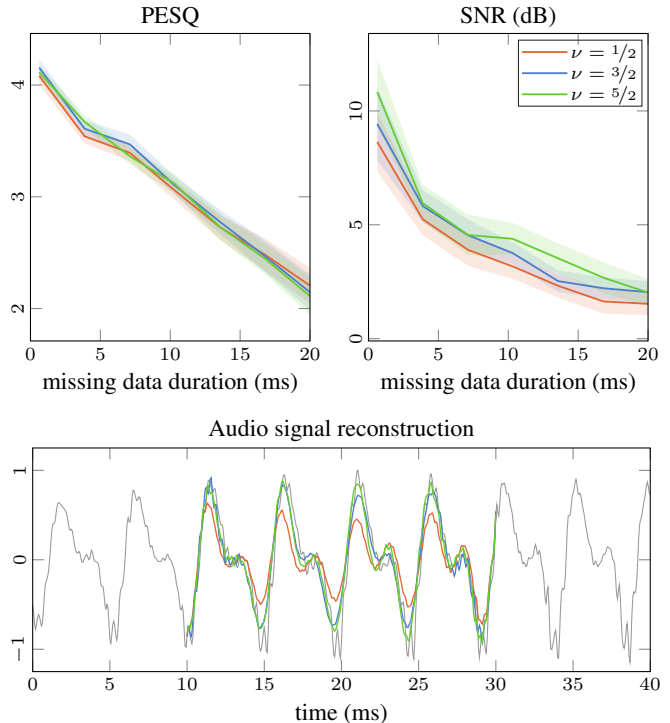 PESQ
4
3
2
0 5 10 15 20
missing data duration (ms)
SNR (dB)
ν = 1/2
ν = 3/2
ν = 5/2
10
5
0
0 5 10 15 20
missing data duration (ms)
Audio signal reconstruction
1
0
−1
0 5 10 15 20 25 30 35 40
time (ms)